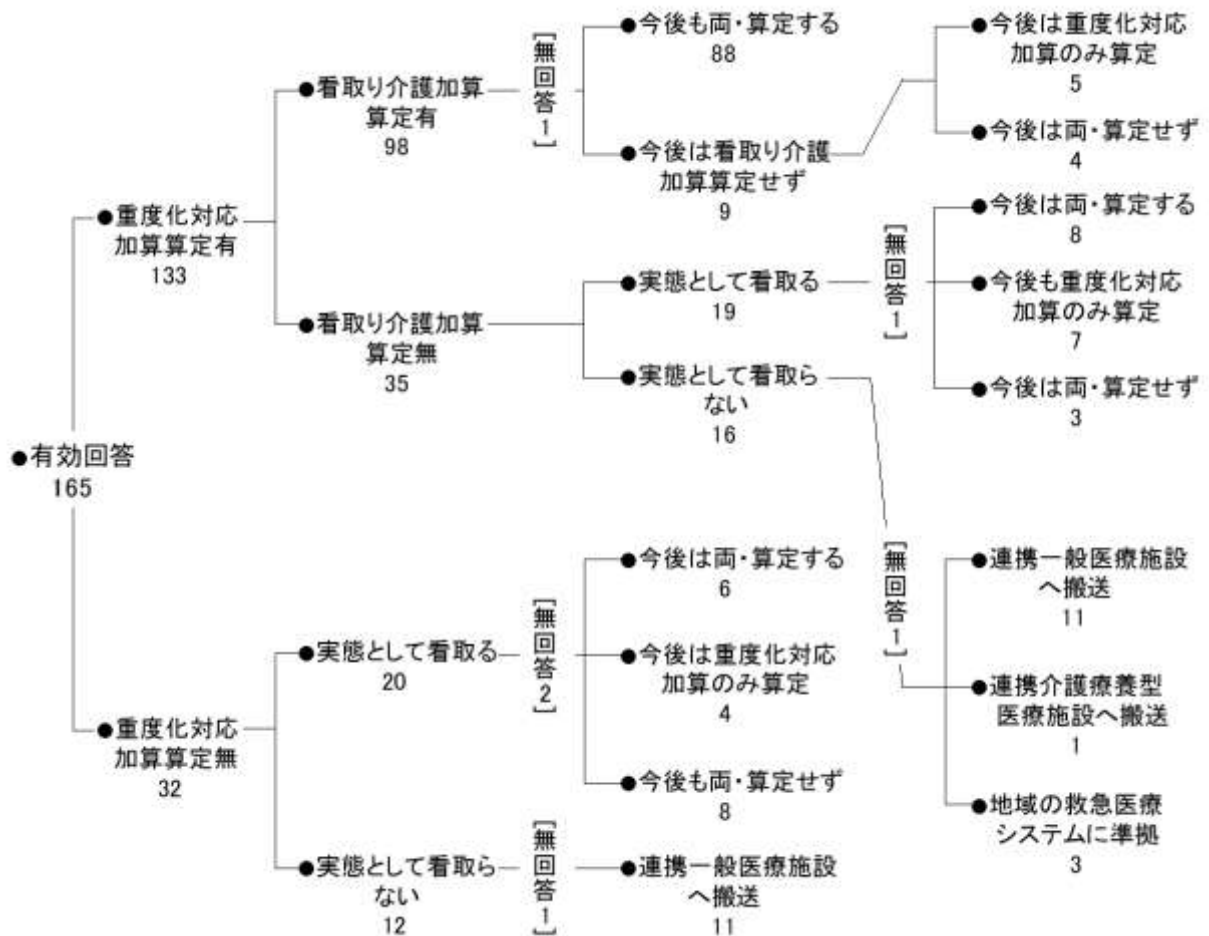 ●有効回答
165
●重度化対応
加算算定有
133
●看取り介護加算
算定有
98
[無回答1]
●今後も両・算定する
88
●今後は看取り介護
加算算定せず
9
●今後は重度化対応
加算のみ算定
5
●今後は両・算定せず
4
●看取り介護加算
算定無
35
●実態として看取る
19
[無回答1]
●今後は両・算定する
8
●今後も重度化対応
加算のみ算定
7
●今後は両・算定せず
3
●実態として看取ら
ない
16
[無回答1]
●連携一般医療施設
へ搬送
11
●連携介護療養型
医療施設へ搬送
1
●地域の救急医療
システムに準拠
3
●重度化対応
加算算定無
32
●実態として看取る
20
[無回答2]
●今後は両・算定する
6
●今後は重度化対応
加算のみ算定
4
●今後も両・算定せず
8
●実態として看取ら
ない
12
[無回答1]
●連携一般医療施設
へ搬送
11